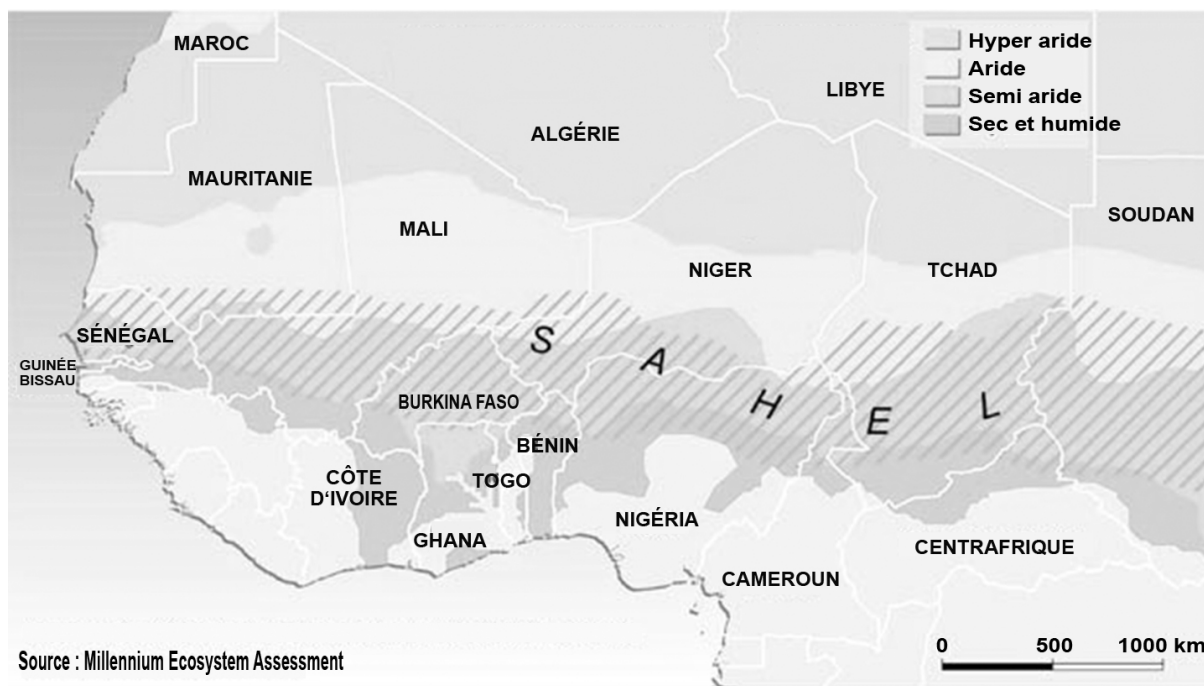 MAROC
Hyper aride
Aride
Semi aride
Sec et humide
LIBYE
ALGÉRIE
MAURITANIE
MALI
SOUDAN
NIGER
TCHAD
SÉNÉGAL
GUINÉE
BISSAU
SAHEL
BURKINA FASO
BÉNIN
TOGO
CÔTE
D'IVOIRE
GHANA
NIGÉRIA
CENTRAFRIQUE
CAMEROUN
0 500 1000 km
Source : Millennium Ecosystem Assessment